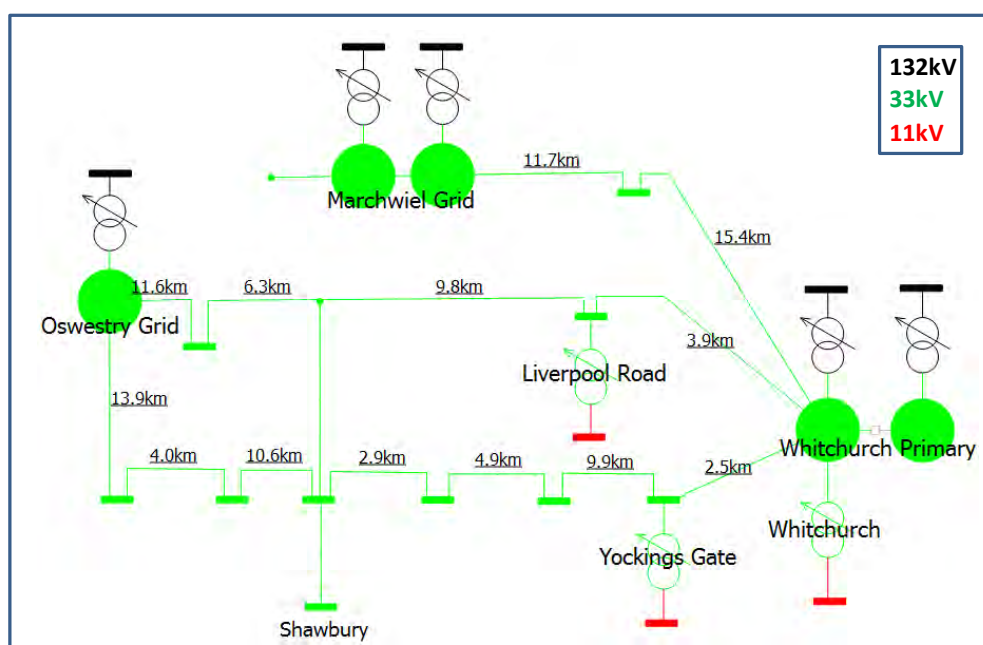 132kV
33kV
11kV
11.7km
Marchwiel Grid
15.4km
11.6km
6.3km
9.8km
Oswestry Grid
3.9km
Liverpool Road
13.9km
Whitchurch Primary
4.0km
10.6km
2.9km
4.9km
9.9km
2.5km
Whitchurch
Yockings Gate
Shawbury